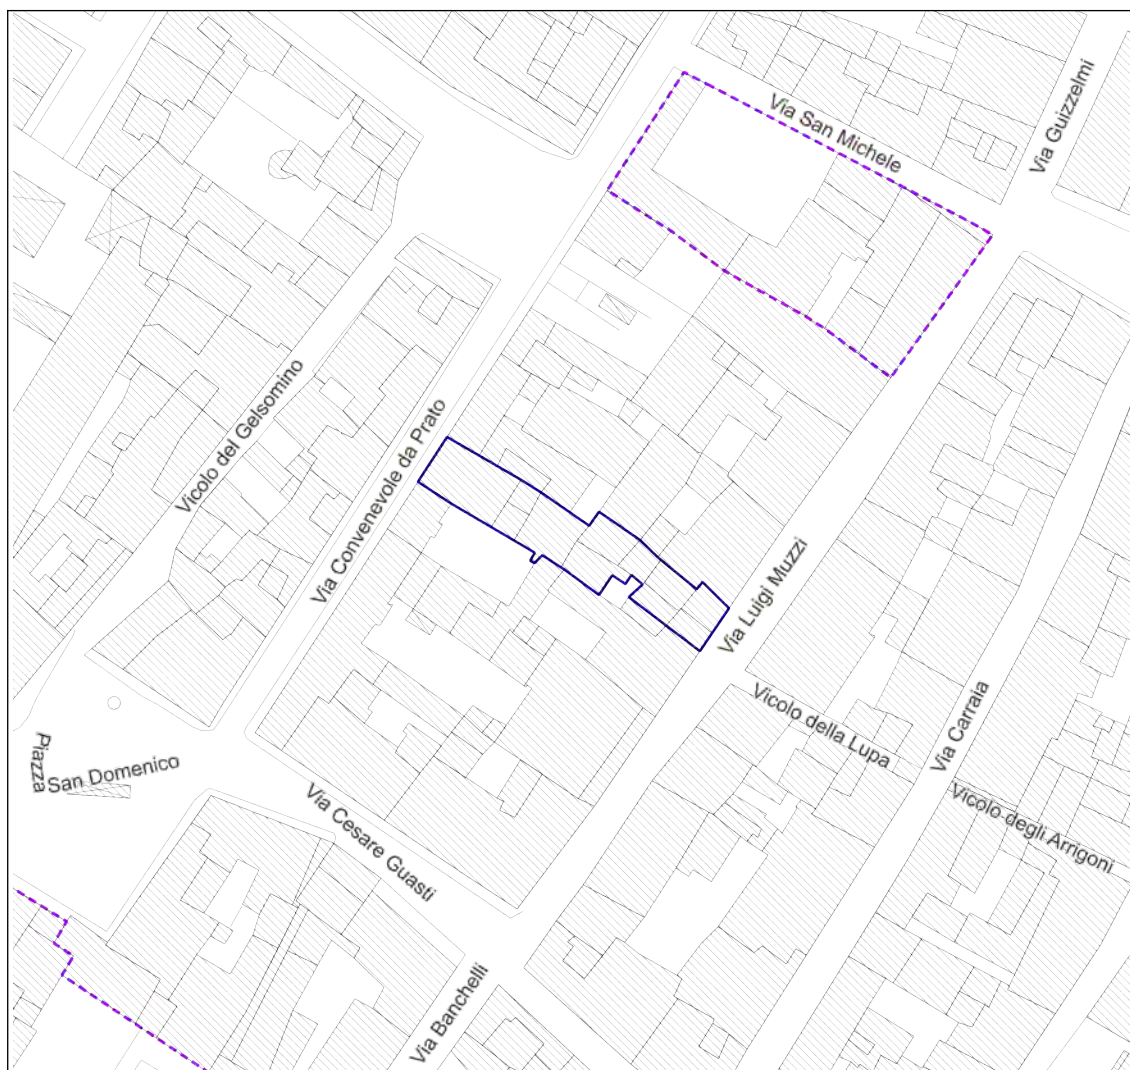 Via San Michele
Via Guizzelmi
Vicolo del Gelsomino
Via Convenevole da Prato
Via Luigi Muzzi
Vicolo della Lupa
Via Carraia
Piazza
San Domenico
Via Cesare Guasti
Vicolo degli Arrigoni
Via Banchelli